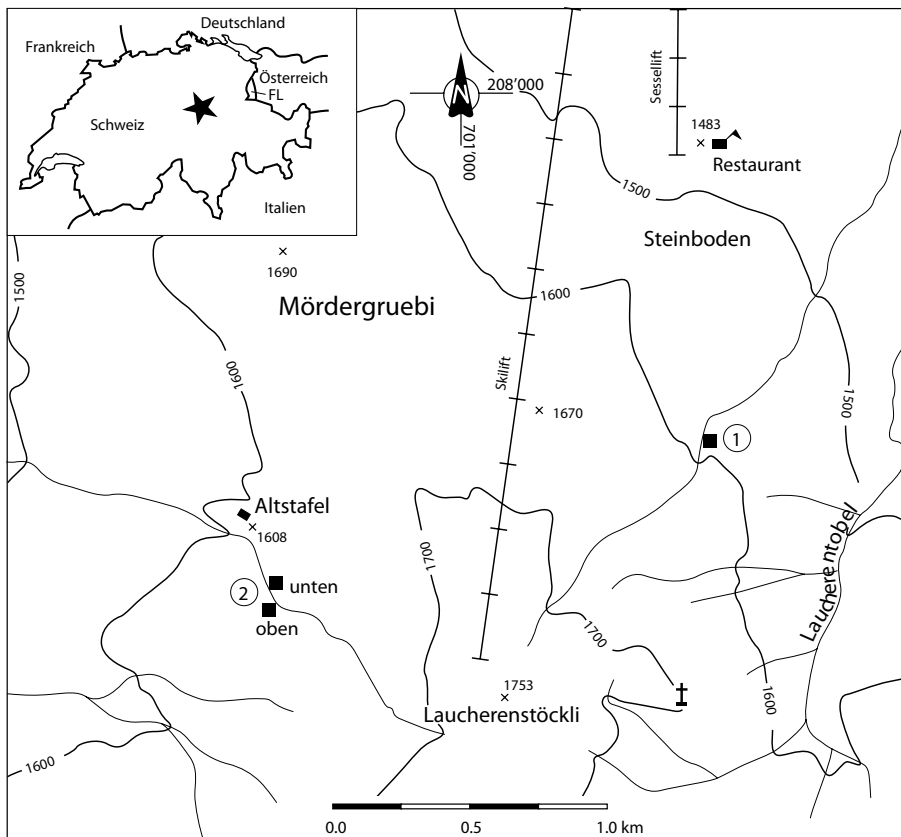 Deutschland
Frankreich
Österreich
FL
Schweiz
Italien
N
208’000
701’000
Sessellift
1483
Restaurant
1500
Steinboden
1500
1690
1600
Mördergruebi
1600
Skilift
1670
1500
1
Altstafel
1608
Laucherentobel
1700
2
unten
oben
1700
1753
Laucherenstöckli
1600
1600
0.0 0.5 1.0 km